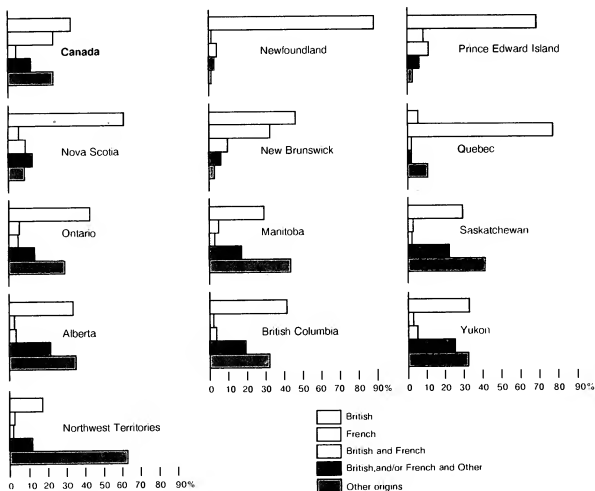 Canada
Newfoundland
Prince Edward Island
Nova Scotia
New Brunswick
Quebec
Ontario
Manitoba
Saskatchewan
Alberta
British Columbia
Yukon
0 10 20 30 40 50 60 70 80 90%
0 10 20 30 40 50 60 70 80 90%
Northwest Territories
0 10 20 30 40 50 60 70 80 90%
British
French
British and French
British, and/or French and Other
Other origins